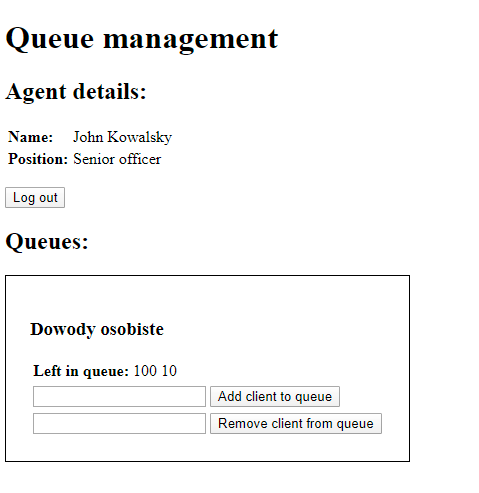 Queue management
Agent details:
Name: John Kowalsky
Position: Senior officer
Log out
Queues:
Dowody osobiste
Left in queue: 100 10
Add client to queue
Remove client from queue